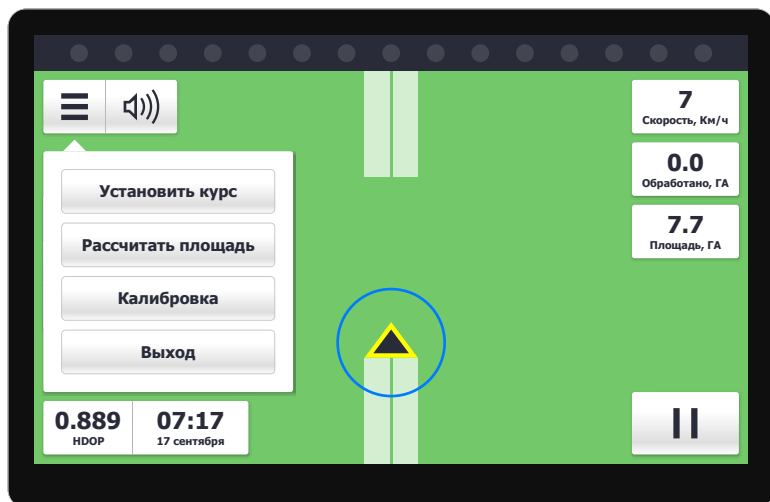 7
Скорость, Км/ч
0.0
Обработано, ГА
7.7
Площадь, ГА
Установить курс
Рассчитать площадь
Калибровка
Выход
0.889
HDOP
07:17
17 сентября